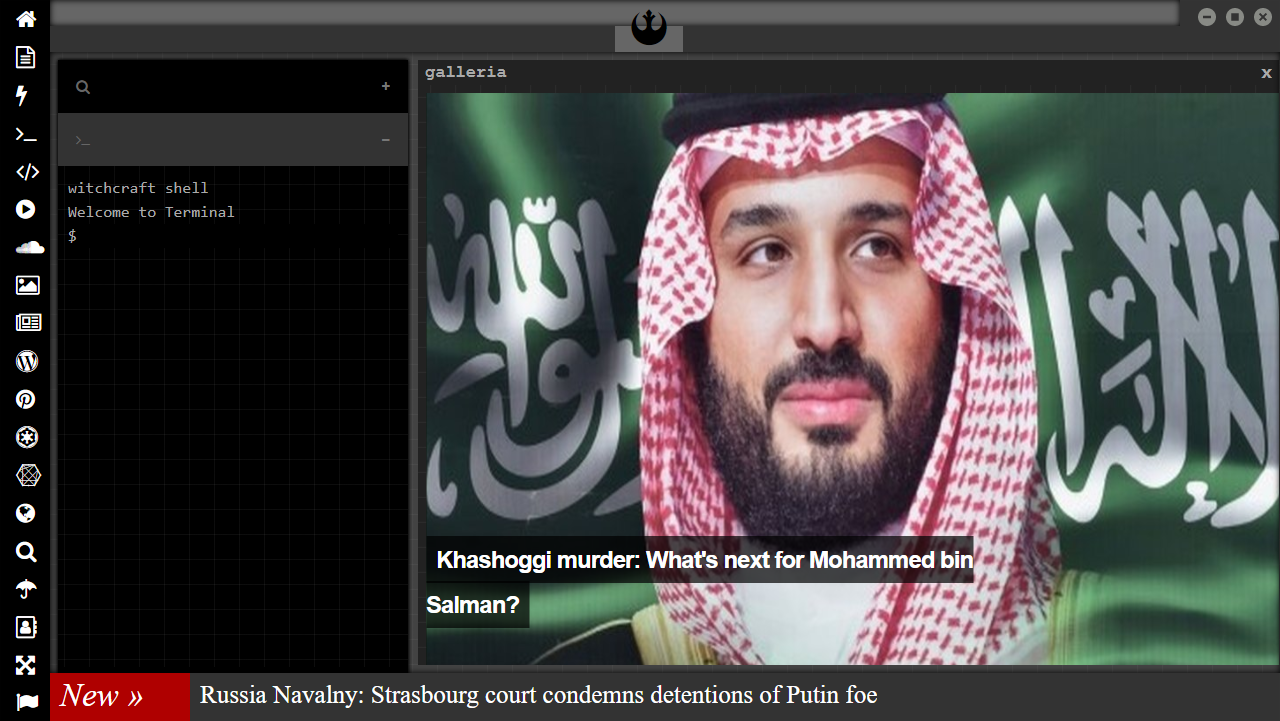 galleria
x
+
>_
−
witchcraft shell
Welcome to Terminal
$
Khashoggi murder: What's next for Mohammed bin
Salman?
New »
Russia Navalny: Strasbourg court condemns detentions of Putin foe